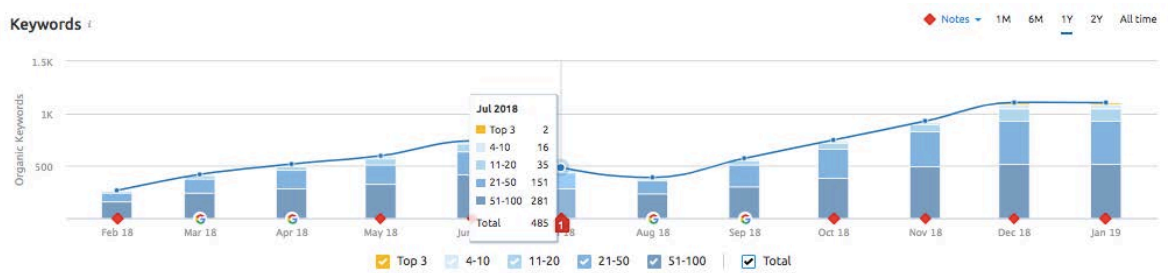 Keywords i
Notes 1M 6M 1Y 2Y All time
1.5K
1K
500
Organic Keywords
Jul 2018
Top 3 2
4-10 16
11-20 35
21-50 151
51-100 281
Total 485
1
Feb 18 Mar 18 Apr 18 May 18 Aug 18 Sep 18 Oct 18 Nov 18 Dec 18 Jan 19
Top 3 4-10 11-20 21-50 51-100 Total